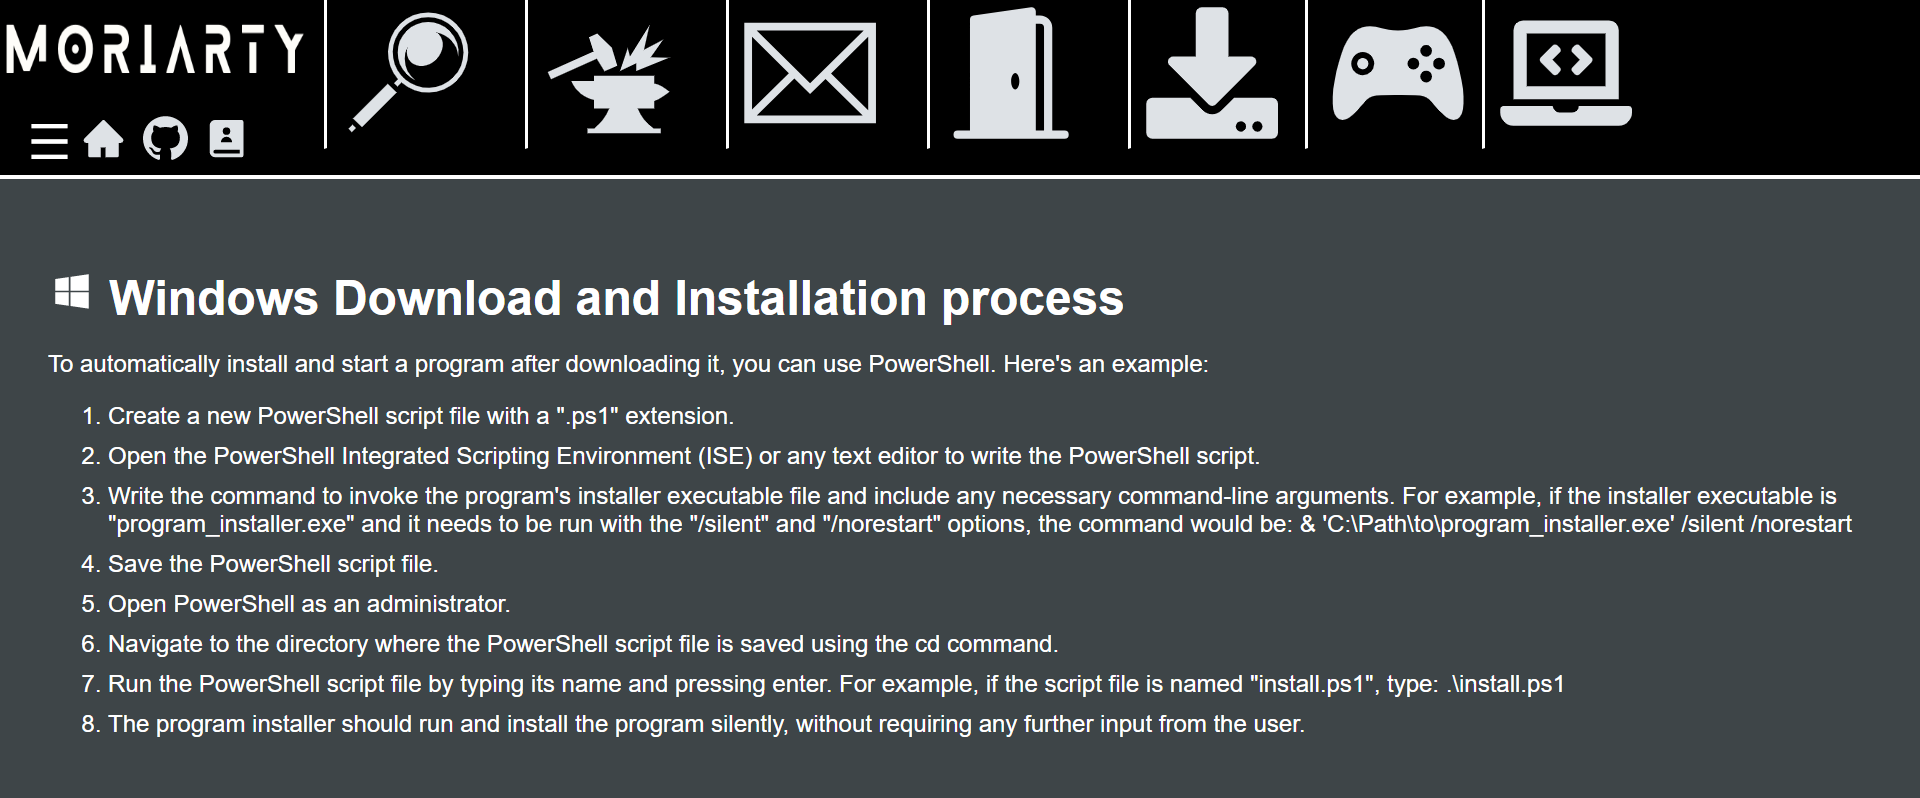 MORIARTY
Windows Download and Installation process
To automatically install and start a program after downloading it, you can use PowerShell. Here's an example:
1. Create a new PowerShell script file with a ".ps1" extension.
2. Open the PowerShell Integrated Scripting Environment (ISE) or any text editor to write the PowerShell script.
3. Write the command to invoke the program's installer executable file and include any necessary command-line arguments. For example, if the installer executable is
"program_installer.exe" and it needs to be run with the "/silent" and "/norestart" options, the command would be: & 'C:\Path\to\program_installer.exe' /silent /norestart
4. Save the PowerShell script file.
5. Open PowerShell as an administrator.
6. Navigate to the directory where the PowerShell script file is saved using the cd command.
7. Run the PowerShell script file by typing its name and pressing enter. For example, if the script file is named "install.ps1", type: .\install.ps1
8. The program installer should run and install the program silently, without requiring any further input from the user.